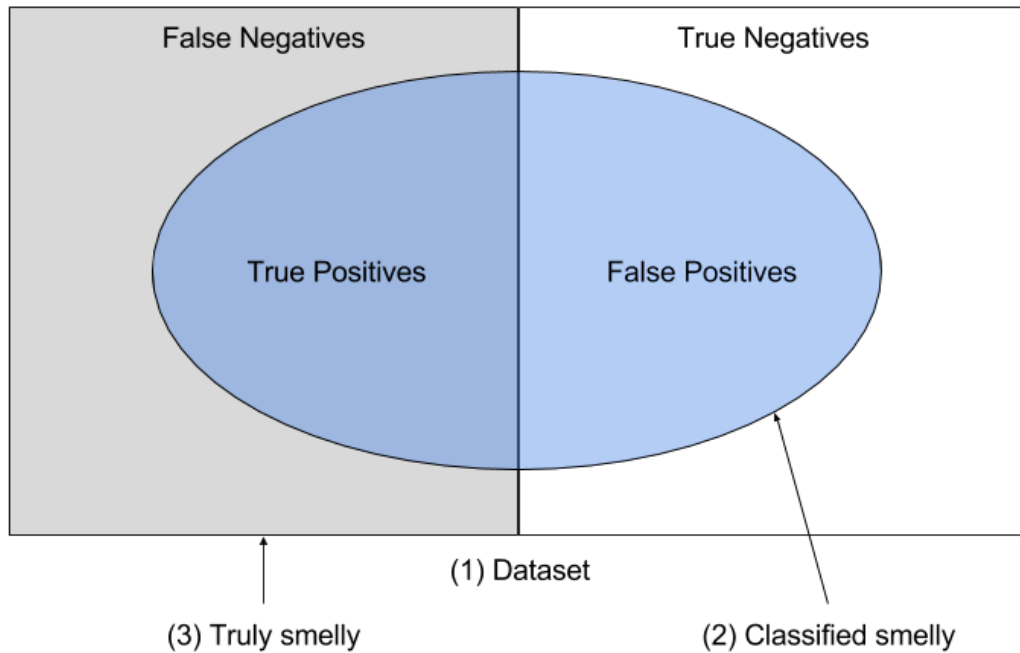 False Negatives
True Negatives
True Positives
False Positives
(1) Dataset
(3) Truly smelly
(2) Classified smelly